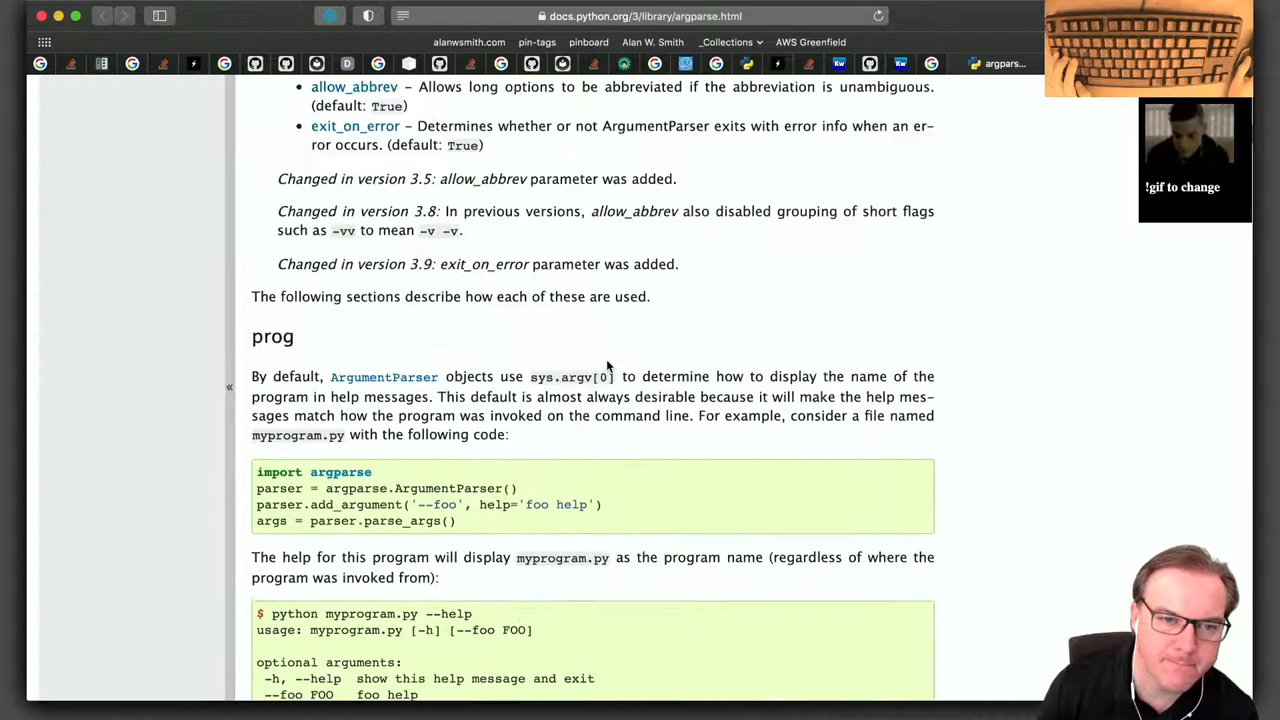 docs.python.org/3/library/argparse.html
alanwsmith.com pin-tags pinboard Alan W. Smith _Collections AWS Greenfield
Kw Kw argpars...
• allow_abbrev – Allows long options to be abbreviated if the abbreviation is unambiguous.
(default: True)
• exit_on_error – Determines whether or not ArgumentParser exits with error info when an er-
ror occurs. (default: True)
Changed in version 3.5: allow_abbrev parameter was added.
Changed in version 3.8: In previous versions, allow_abbrev also disabled grouping of short flags
such as -vv to mean -v -v.
Changed in version 3.9: exit_on_error parameter was added.
The following sections describe how each of these are used.
prog
By default, ArgumentParser objects use sys.argv[0] to determine how to display the name of the
program in help messages. This default is almost always desirable because it will make the help mes-
sages match how the program was invoked on the command line. For example, consider a file named
myprogram.py with the following code:
import argparse
parser = argparse.ArgumentParser()
parser.add_argument('--foo', help='foo help')
args = parser.parse_args()
The help for this program will display myprogram.py as the program name (regardless of where the
program was invoked from):
$ python myprogram.py --help
usage: myprogram.py [-h] [--foo FOO]
optional arguments:
-h, --help show this help message and exit
--foo FOO foo help
«
!gif to change